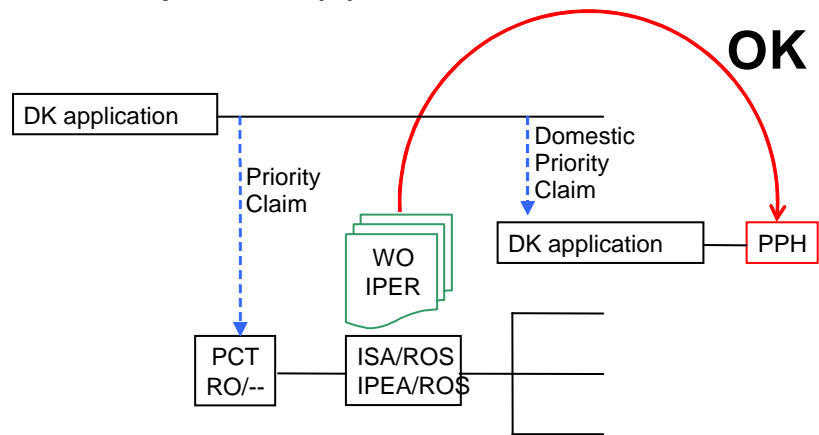 OK
DK application
Priority
Claim
Domestic
Priority
Claim
WO
IPER
DK application
PPH
PCT
RO/--
ISA/ROS
IPEA/ROS